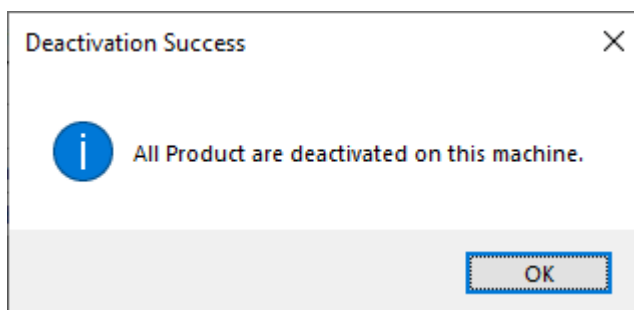 Deactivation Success
All Product are deactivated on this machine.
OK